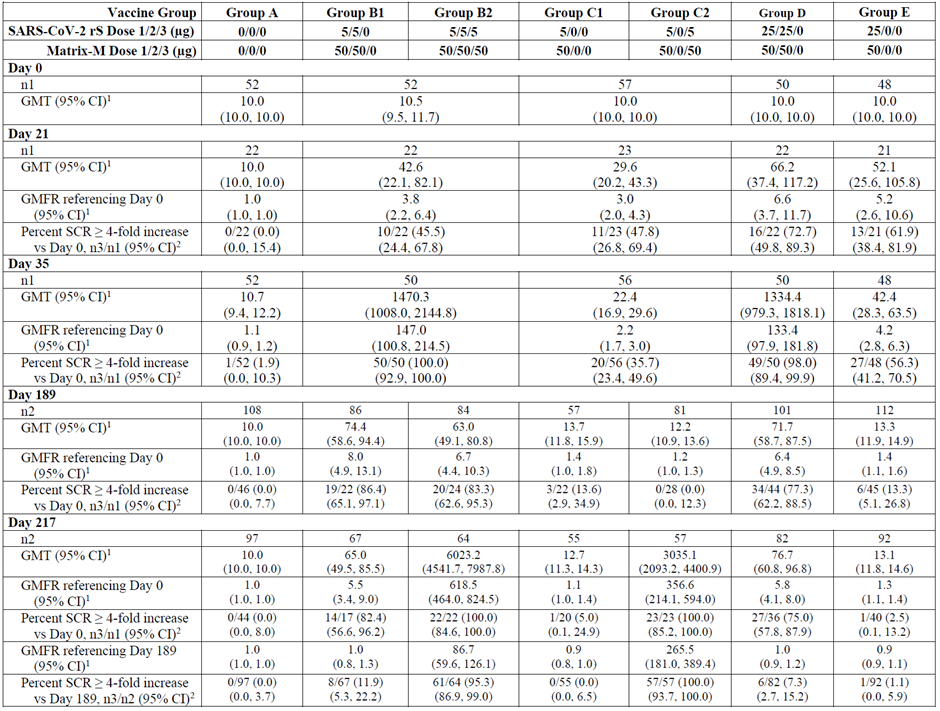 Vaccine Group Group A Group B1 Group B2 Group C1 Group C2 Group D Group E
SARS-CoV-2 rS Dose 1/2/3 (µg) 0/0/0 5/5/0 5/5/5 5/0/0 5/0/5 25/25/0 25/0/0
Matrix-M Dose 1/2/3 (µg) 0/0/0 50/50/0 50/50/50 50/0/0 50/0/50 50/50/0 50/0/0
Day 0
n1 52 52 57 50 48
GMT (95% CI)¹ 10.0 10.5 10.0 10.0 10.0
(10.0, 10.0) (9.5, 11.7) (10.0, 10.0) (10.0, 10.0) (10.0, 10.0)
Day 21
n1 22 22 23 22 21
GMT (95% CI)¹ 10.0 42.6 29.6 66.2 52.1
(10.0, 10.0) (22.1, 82.1) (20.2, 43.3) (37.4, 117.2) (25.6, 105.8)
GMFR referencing Day 0 1.0 3.8 3.0 6.6 5.2
(95% CI)¹ (1.0, 1.0) (2.2, 6.4) (2.0, 4.3) (3.7, 11.7) (2.6, 10.6)
Percent SCR ≥ 4-fold increase 0/22 (0.0) 10/22 (45.5) 11/23 (47.8) 16/22 (72.7) 13/21 (61.9)
vs Day 0, n3/n1 (95% CI)² (0.0, 15.4) (24.4, 67.8) (26.8, 69.4) (49.8, 89.3) (38.4, 81.9)
Day 35
n1 52 50 56 50 48
GMT (95% CI)¹ 10.7 1470.3 22.4 1334.4 42.4
(9.4, 12.2) (1008.0, 2144.8) (16.9, 29.6) (979.3, 1818.1) (28.3, 63.5)
GMFR referencing Day 0 1.1 147.0 2.2 133.4 4.2
(95% CI)¹ (0.9, 1.2) (100.8, 214.5) (1.7, 3.0) (97.9, 181.8) (2.8, 6.3)
Percent SCR ≥ 4-fold increase 1/52 (1.9) 50/50 (100.0) 20/56 (35.7) 49/50 (98.0) 27/48 (56.3)
vs Day 0, n3/n1 (95% CI)² (0.0, 10.3) (92.9, 100.0) (23.4, 49.6) (89.4, 99.9) (41.2, 70.5)
Day 189
n2 108 86 84 57 81 101 112
GMT (95% CI)¹ 10.0 74.4 63.0 13.7 12.2 71.7 13.3
(10.0, 10.0) (58.6, 94.4) (49.1, 80.8) (11.8, 15.9) (10.9, 13.6) (58.7, 87.5) (11.9, 14.9)
GMFR referencing Day 0 1.0 8.0 6.7 1.4 1.2 6.4 1.4
(95% CI)¹ (1.0, 1.0) (4.9, 13.1) (4.4, 10.3) (1.0, 1.8) (1.0, 1.3) (4.9, 8.5) (1.1, 1.6)
Percent SCR ≥ 4-fold increase 0/46 (0.0) 19/22 (86.4) 20/24 (83.3) 3/22 (13.6) 0/28 (0.0) 34/44 (77.3) 6/45 (13.3)
vs Day 0, n3/n1 (95% CI)² (0.0, 7.7) (65.1, 97.1) (62.6, 95.3) (2.9, 34.9) (0.0, 12.3) (62.2, 88.5) (5.1, 26.8)
Day 217
n2 97 67 64 55 57 82 92
GMT (95% CI)¹ 10.0 65.0 6023.2 12.7 3035.1 76.7 13.1
(10.0, 10.0) (49.5, 85.5) (4541.7, 7987.8) (11.3, 14.3) (2093.2, 4400.9) (60.8, 96.8) (11.8, 14.6)
GMFR referencing Day 0 1.0 5.5 618.5 1.1 356.6 5.8 1.3
(95% CI)¹ (1.0, 1.0) (3.4, 9.0) (464.0, 824.5) (1.0, 1.4) (214.1, 594.0) (4.1, 8.0) (1.1, 1.4)
Percent SCR ≥ 4-fold increase 0/44 (0.0) 14/17 (82.4) 22/22 (100.0) 1/20 (5.0) 23/23 (100.0) 27/36 (75.0) 1/40 (2.5)
vs Day 0, n3/n1 (95% CI)² (0.0, 8.0) (56.6, 96.2) (84.6, 100.0) (0.1, 24.9) (85.2, 100.0) (57.8, 87.9) (0.1, 13.2)
GMFR referencing Day 189 1.0 1.0 86.7 0.9 265.5 1.0 0.9
(95% CI)¹ (1.0, 1.0) (0.8, 1.3) (59.6, 126.1) (0.8, 1.0) (181.0, 389.4) (0.9, 1.2) (0.9, 1.1)
Percent SCR ≥ 4-fold increase 0/97 (0.0) 8/67 (11.9) 61/64 (95.3) 0/55 (0.0) 57/57 (100.0) 6/82 (7.3) 1/92 (1.1)
vs Day 189, n3/n2 (95% CI)² (0.0, 3.7) (5.3, 22.2) (86.9, 99.0) (0.0, 6.5) (93.7, 100.0) (2.7, 15.2) (0.0, 5.9)